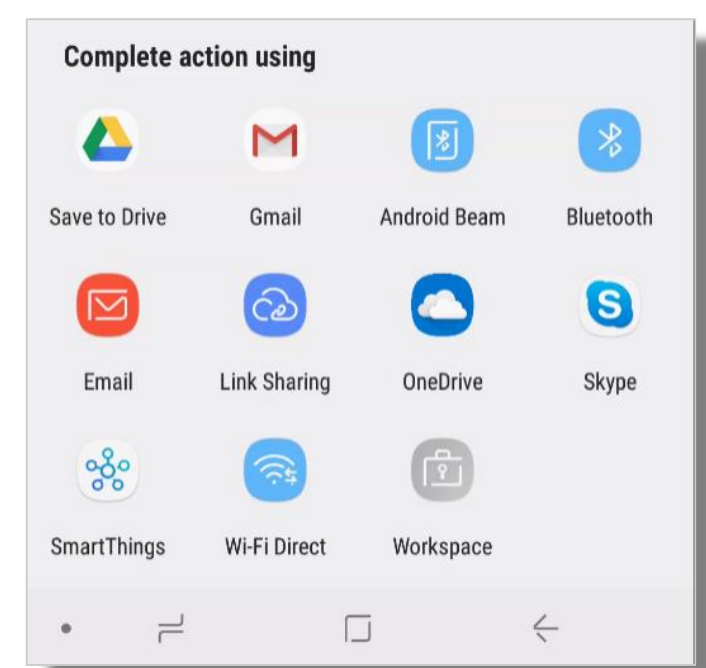 Complete action using
Save to Drive Gmail Android Beam Bluetooth
Email Link Sharing OneDrive Skype
SmartThings Wi-Fi Direct Workspace